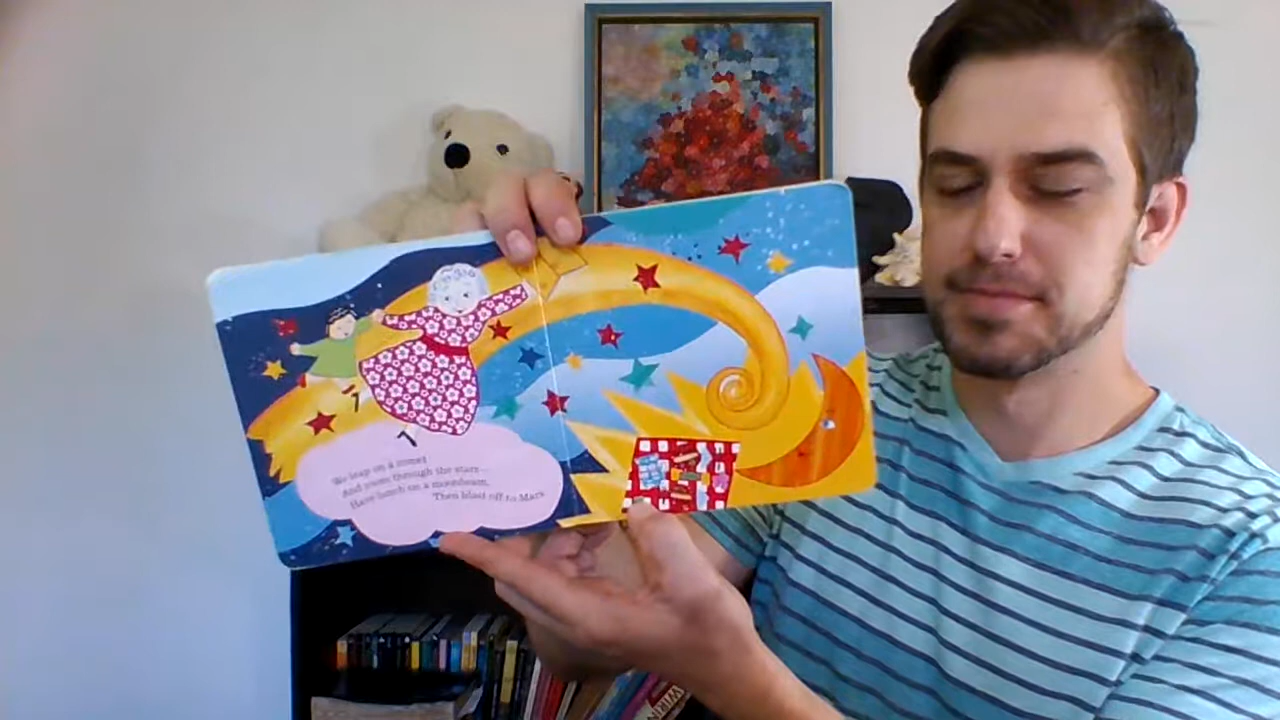 We leap on a comet
And zoom through the stars...
Have lunch on a moonbeam,
Then blast off to Mars